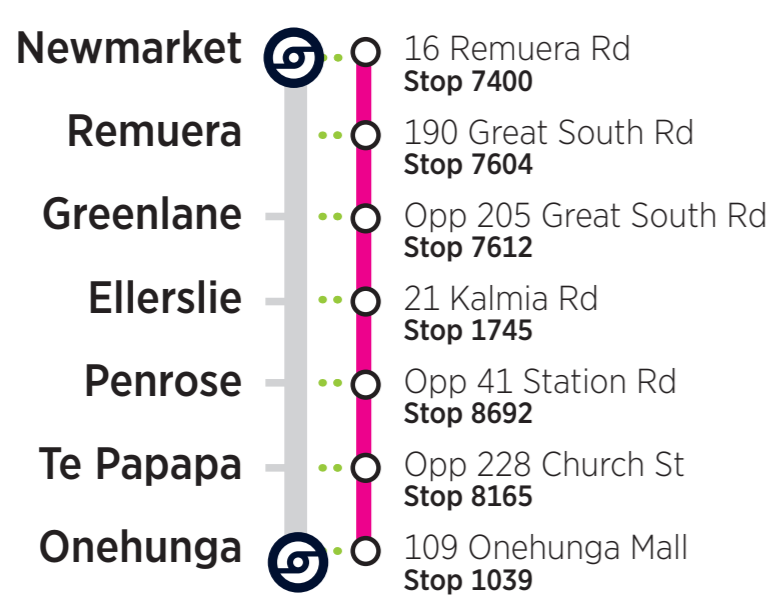 Newmarket
16 Remuera Rd
Stop 7400
Remuera
190 Great South Rd
Stop 7604
Greenlane
Opp 205 Great South Rd
Stop 7612
Ellerslie
21 Kalmia Rd
Stop 1745
Penrose
Opp 41 Station Rd
Stop 8692
Te Papapa
Opp 228 Church St
Stop 8165
Onehunga
109 Onehunga Mall
Stop 1039